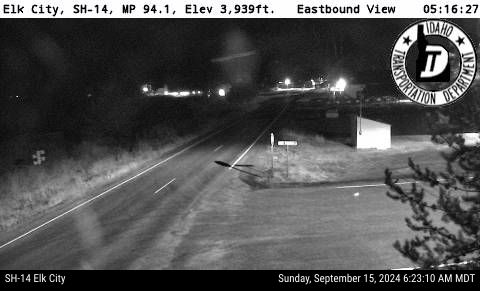 Elk City, SH-14, MP 94.1, Elev 3,939ft. Eastbound View 05:16:27
IDAHO
TRANSPORTATION DEPARTMENT
SH-14 Elk City Sunday, September 15, 2024 6:23:10 AM MDT